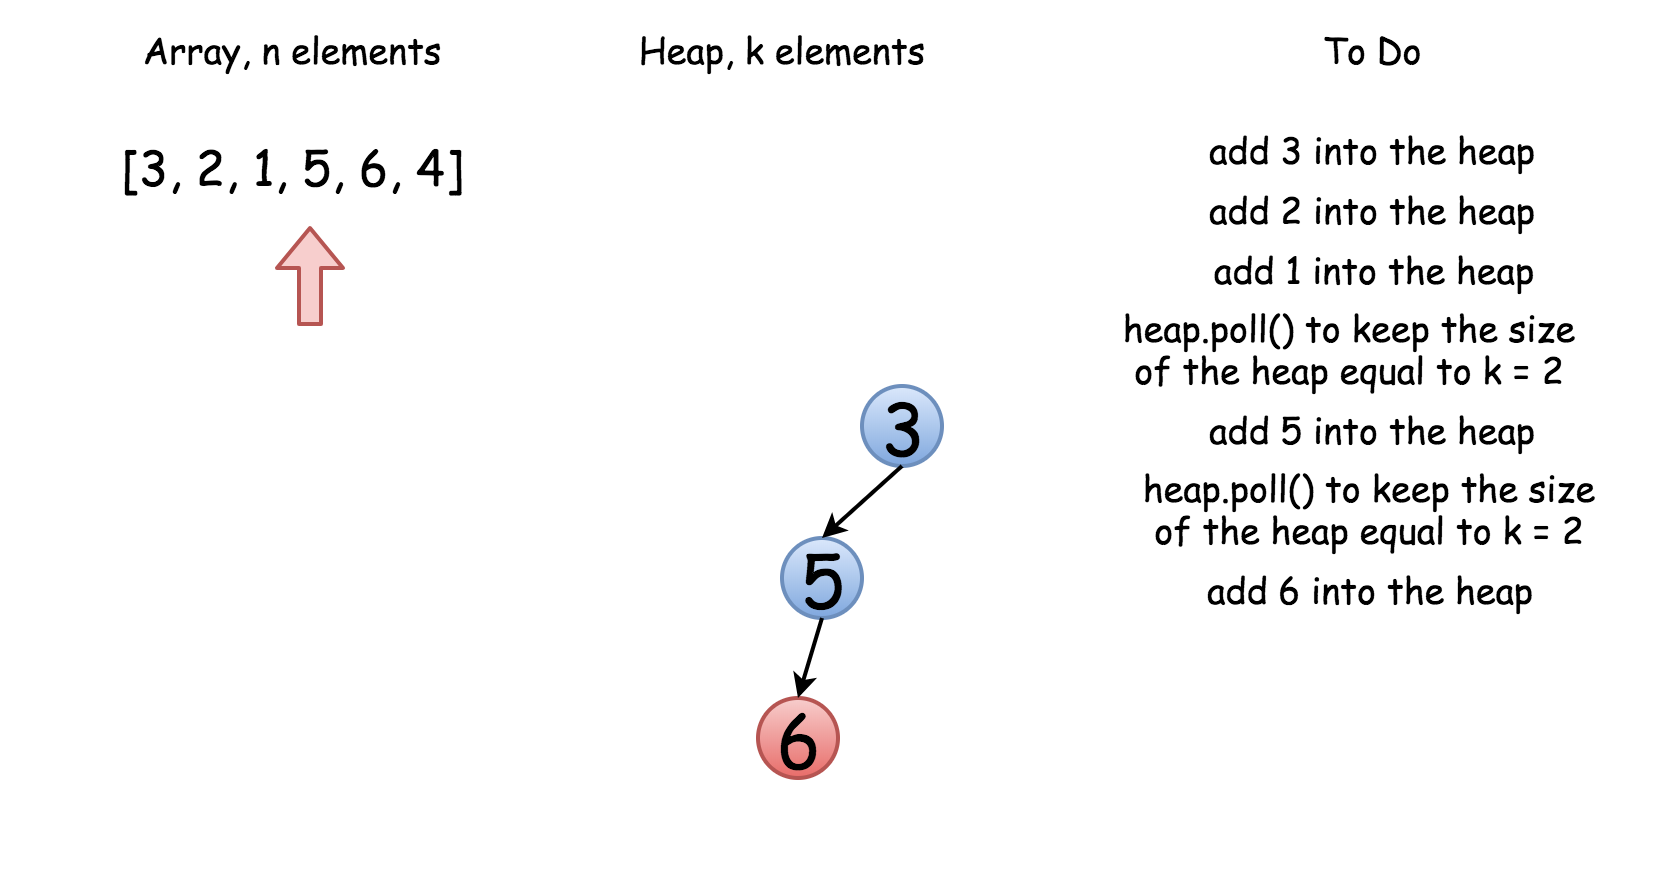 Array, n elements
Heap, k elements
To Do
[3, 2, 1, 5, 6, 4]
add 3 into the heap
add 2 into the heap
add 1 into the heap
heap.poll() to keep the size
of the heap equal to k = 2
add 5 into the heap
heap.poll() to keep the size
of the heap equal to k = 2
add 6 into the heap
3
5
6